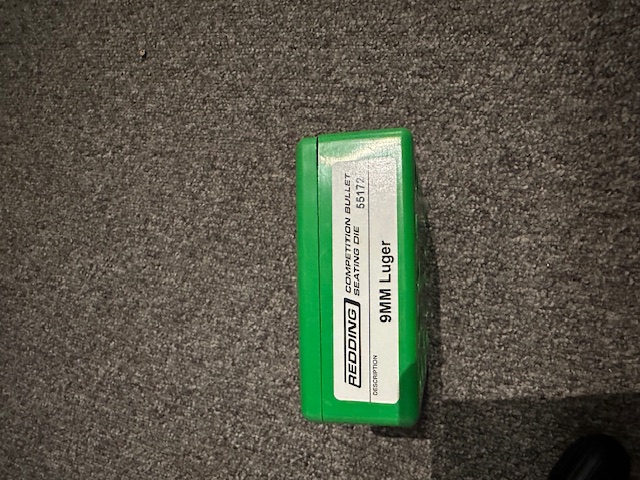 REDDING COMPETITION BULLET
SEATING DIE 55172
DESCRIPTION
9MM Luger